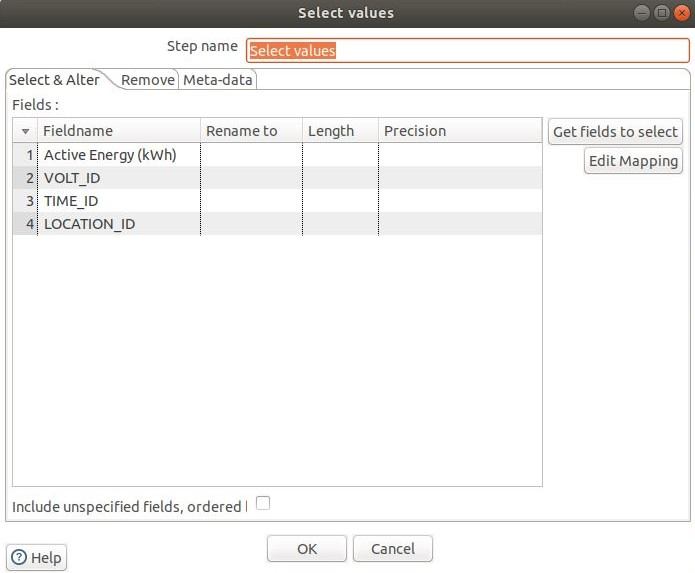 Select values
Step name Select values
Select & Alter Remove Meta-data
Fields :
Fieldname Rename to Length Precision
1 Active Energy (kWh)
2 VOLT_ID
3 TIME_ID
4 LOCATION_ID
Get fields to select
Edit Mapping
Include unspecified fields, ordered
OK Cancel
Help